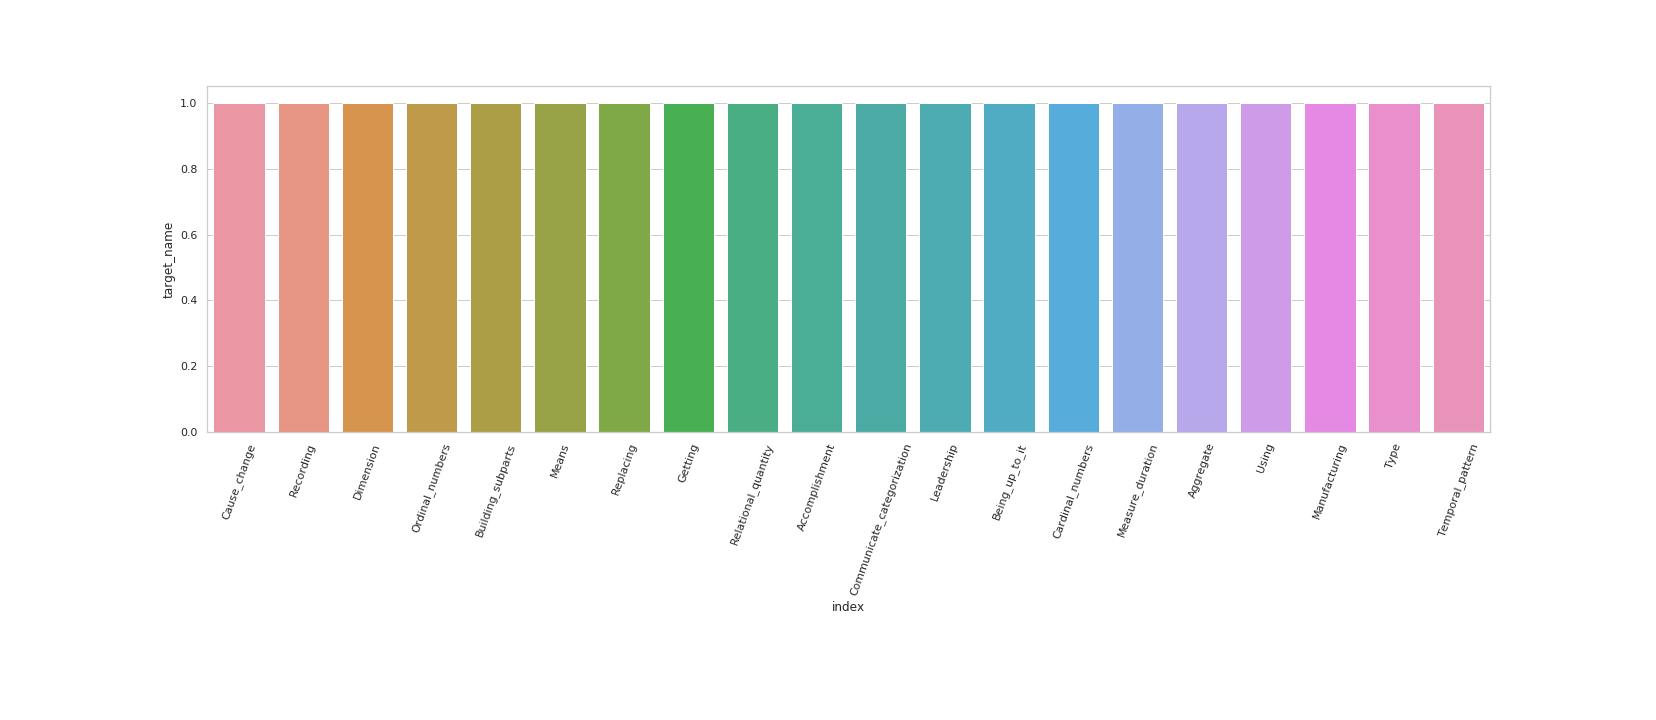 1.0
0.8
0.6
0.4
0.2
0.0
target_name
Cause_change
Recording
Dimension
Ordinal_numbers
Building_subparts
Means
Replacing
Getting
Relational_quantity
Accomplishment
Communicate_categorization
Leadership
Being_up_to_it
Cardinal_numbers
Measure_duration
Aggregate
Using
Manufacturing
Type
Temporal_pattern
index